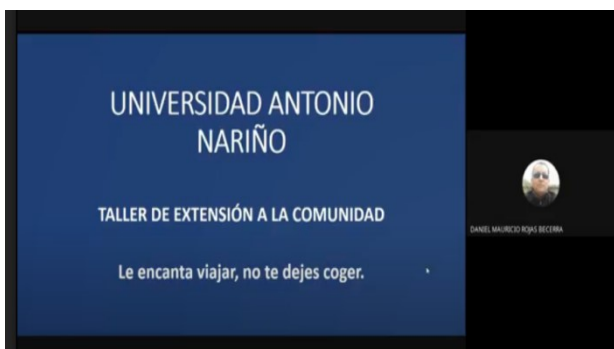 UNIVERSIDAD ANTONIO
NARIÑO
TALLER DE EXTENSIÓN A LA COMUNIDAD
Le encanta viajar, no te dejes coger.
DANIEL MAURICIO ROJAS BECERRA